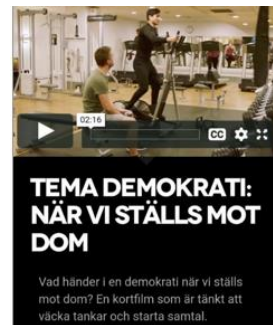 02:16
CC
TEMA DEMOKRATI:
NÄR VI STÄLLS MOT
DOM
Vad händer i en demokrati när vi ställs
mot dom? En kortfilm som är tänkt att
väcka tankar och starta samtal.